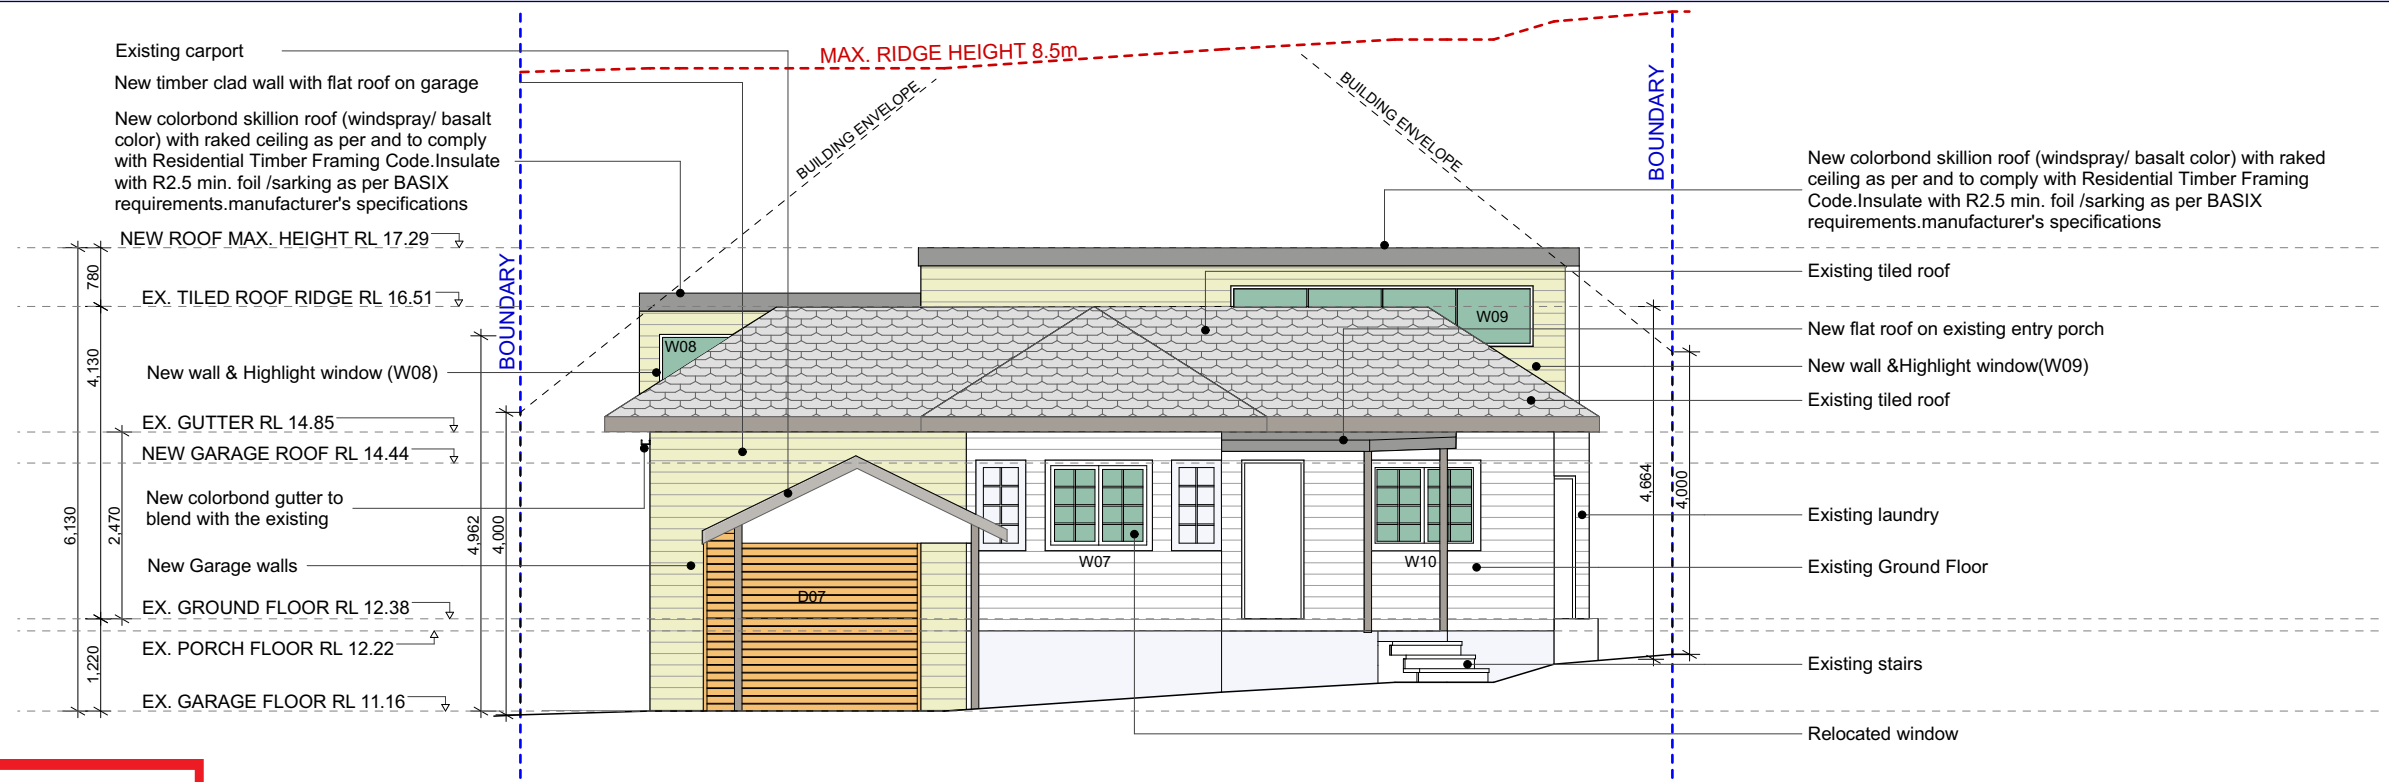 Existing carport
New timber clad wall with flat roof on garage
New colorbond skillion roof (windspray/ basalt
color) with raked ceiling as per and to comply
with Residential Timber Framing Code.Insulate
with R2.5 min. foil /sarking as per BASIX
requirements.manufacturer's specifications
NEW ROOF MAX. HEIGHT RL 17.29
EX. TILED ROOF RIDGE RL 16.51
New wall & Highlight window (W08)
EX. GUTTER RL 14.85
NEW GARAGE ROOF RL 14.44
New colorbond gutter to
blend with the existing
New Garage walls
EX. GROUND FLOOR RL 12.38
EX. PORCH FLOOR RL 12.22
EX. GARAGE FLOOR RL 11.16
780
4,130
6,130
2,470
1,220
4,962
4,000
BOUNDARY
MAX. RIDGE HEIGHT 8.5m
BUILDING ENVELOPE
BUILDING ENVELOPE
BOUNDARY
W08
W09
W07
W10
D07
4,664
4,000
New colorbond skillion roof (windspray/ basalt color) with raked
ceiling as per and to comply with Residential Timber Framing
Code.Insulate with R2.5 min. foil /sarking as per BASIX
requirements.manufacturer's specifications
Existing tiled roof
New flat roof on existing entry porch
New wall &Highlight window(W09)
Existing tiled roof
Existing laundry
Existing Ground Floor
Existing stairs
Relocated window